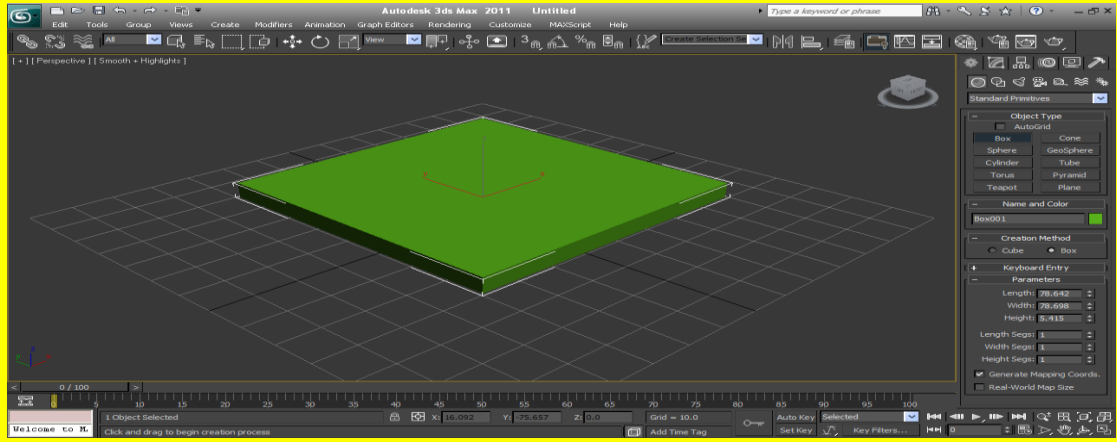 Autodesk 3ds Max 2011 Untitled
Type a keyword or phrase
Edit Tools Group Views Create Modifiers Animation Graph Editors Rendering Customize MAXScript Help
All
View
Create Selection Se
[ + ] [ Perspective ] [ Smooth + Highlights ]
Standard Primitives
Object Type
AutoGrid
Box Cone
Sphere GeoSphere
Cylinder Tube
Torus Pyramid
Teapot Plane
Name and Color
Box001
Creation Method
Cube Box
Keyboard Entry
Parameters
Length: 78.642
Width: 78.698
Height: 5.415
Length Segs: 1
Width Segs: 1
Height Segs: 1
Generate Mapping Coords.
Real-World Map Size
0 / 100
0 5 10 15 20 25 30 35 40 45 50 55 60 65 70 75 80 85 90 95 100
1 Object Selected
X: 16.092 Y: -75.657 Z: 0.0
Grid = 10.0
Auto Key Selected
Welcome to M.
Click and drag to begin creation process
Add Time Tag
Set Key Key Filters...
0